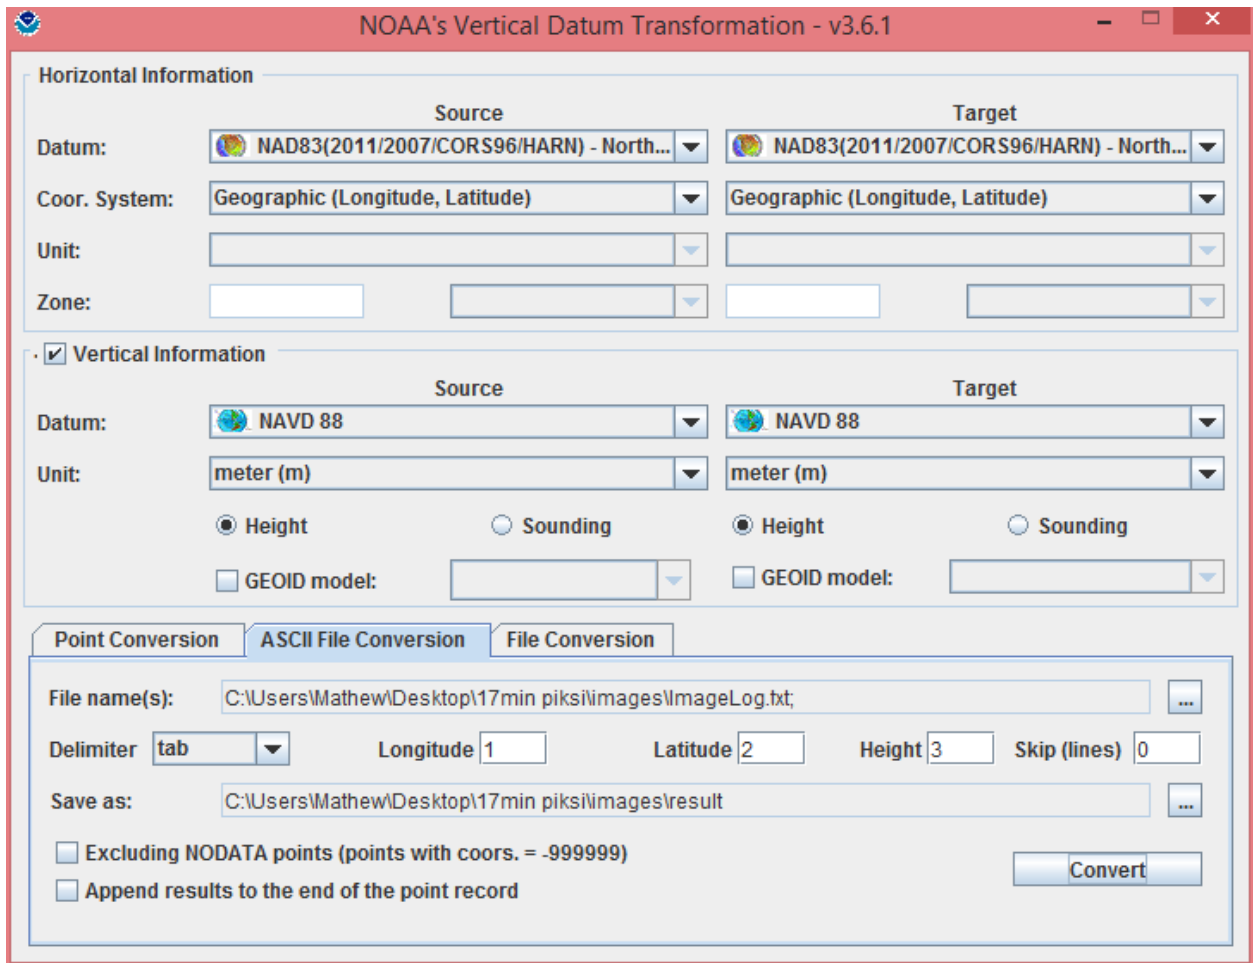 NOAA's Vertical Datum Transformation - v3.6.1
Horizontal Information
Source Target
Datum: NAD83(2011/2007/CORS96/HARN) - North... NAD83(2011/2007/CORS96/HARN) - North...
Coor. System: Geographic (Longitude, Latitude) Geographic (Longitude, Latitude)
Unit:
Zone:
Vertical Information
Source Target
Datum: NAVD 88 NAVD 88
Unit: meter (m) meter (m)
Height Sounding Height Sounding
GEOID model: GEOID model:
Point Conversion ASCII File Conversion File Conversion
File name(s): C:\Users\Mathew\Desktop\17min piksi\images\ImageLog.txt; ...
Delimiter tab Longitude 1 Latitude 2 Height 3 Skip (lines) 0
Save as: C:\Users\Mathew\Desktop\17min piksi\images\result ...
Excluding NODATA points (points with coors. = -999999)
Convert
Append results to the end of the point record